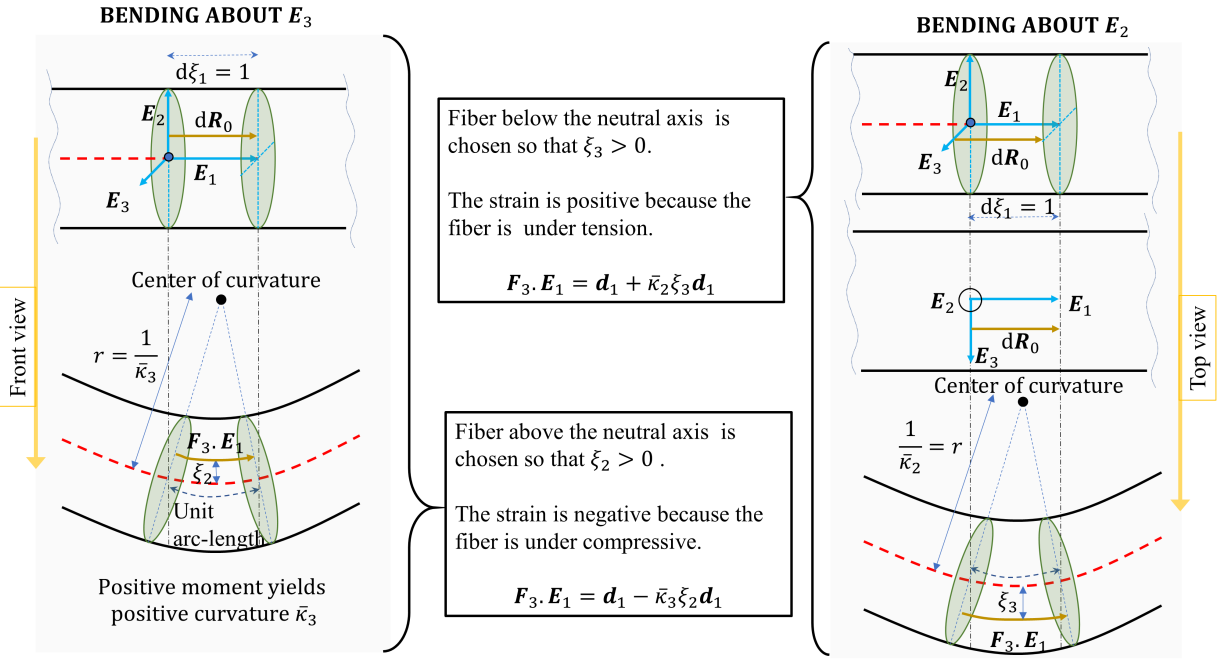 BENDING ABOUT 𝑬₃
d𝜉₁ = 1
𝑬₂
d𝑹₀
𝑬₁
𝑬₃
Front view
Center of curvature
𝑟 = 1/𝜅̄₃
𝑭₃. 𝑬₁
𝜉₂
Unit
arc-length
Positive moment yields
positive curvature 𝜅̄₃
Fiber below the neutral axis is
chosen so that 𝜉₃ > 0.
The strain is positive because the
fiber is under tension.
𝑭₃. 𝑬₁ = 𝒅₁ + 𝜅̄₂𝜉₃𝒅₁
Fiber above the neutral axis is
chosen so that 𝜉₂ > 0 .
The strain is negative because the
fiber is under compressive.
𝑭₃. 𝑬₁ = 𝒅₁ − 𝜅̄₃𝜉₂𝒅₁
BENDING ABOUT 𝑬₂
𝑬₂
𝑬₁
𝑬₃
d𝑹₀
d𝜉₁ = 1
𝑬₂
𝑬₁
d𝑹₀
𝑬₃
Top view
Center of curvature
1/𝜅̄₂ = 𝑟
𝜉₃
𝑭₃. 𝑬₁